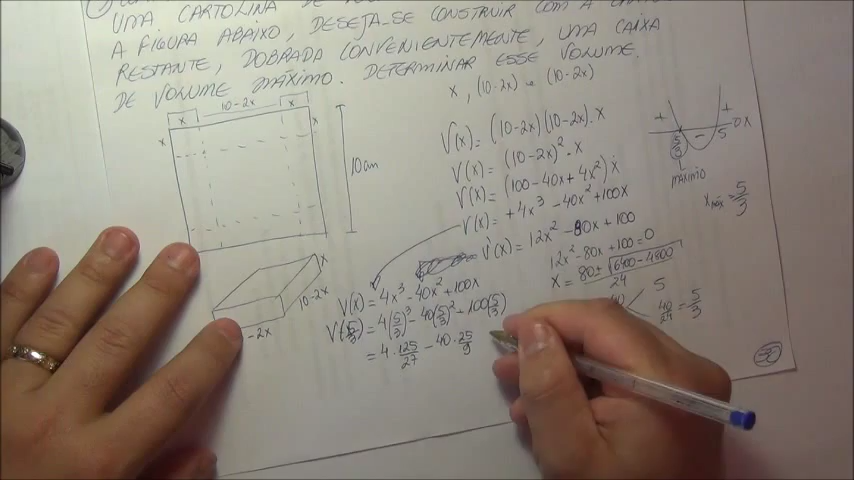 UMA CARTOLINA DE
A FIGURA ABAIXO, DESEJA-SE CONSTRUIR COM A
RESTANTE, DOBRADA CONVENIENTEMENTE, UMA CAIXA
DE VOLUME MÁXIMO. DETERMINAR ESSE VOLUME.
x, (10-2x) e (10-2x)
x 10-2x x
x x
10cm
V(x) = (10-2x)(10-2x).x
V(x) = (10-2x)².x
V(x) = (100-40x+4x²)x
V(x) = +4x³-40x²+100x
V'(x) = 12x²-80x+100
12x²-80x+100=0
x = 80±√6400-4800
24
5
40/24 = 5/3
+ - + x
5/3 5
MÁXIMO
xmáx = 5/3
x
10-2x
-2x
V(x) = 4x³-40x²+100x
V(5/3) = 4(5/3)³-40(5/3)²+100(5/3)
= 4.125/27 - 40.25/9